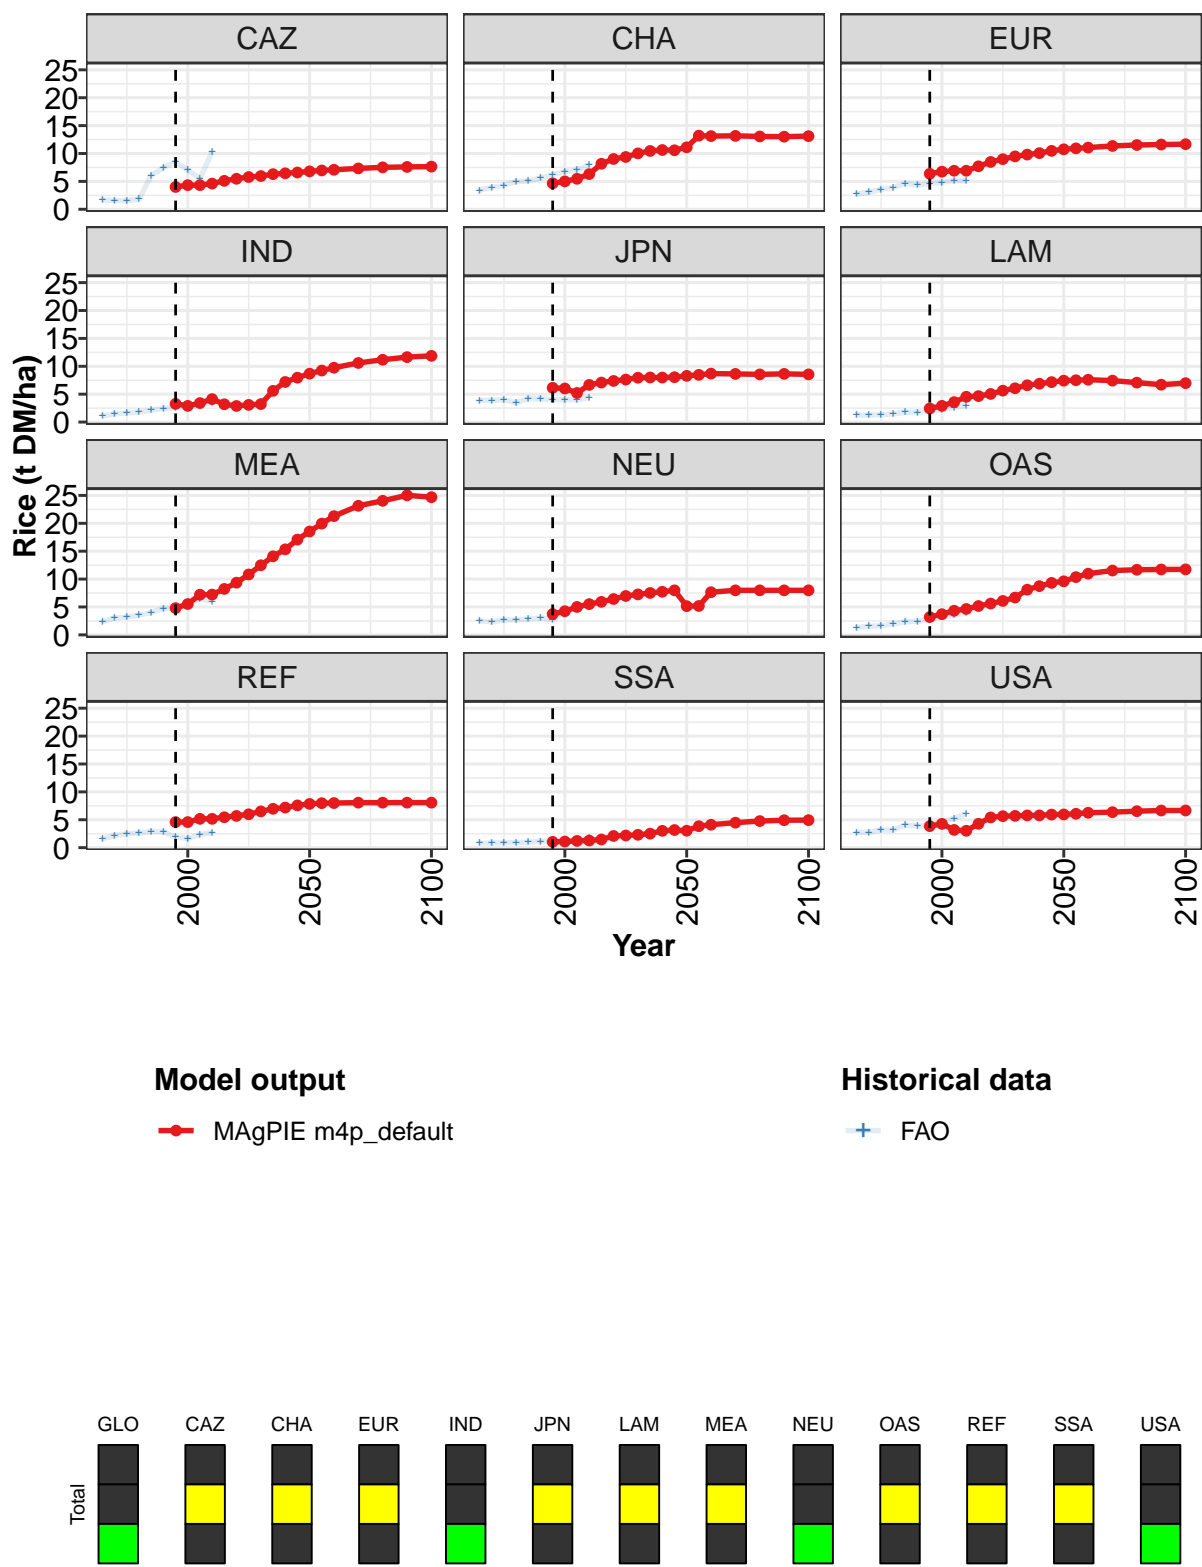 CAZ CHA EUR
25
20
15
10
5
0
IND JPN LAM
25
20
15
10
5
0
Rice (t DM/ha)
MEA NEU OAS
25
20
15
10
5
0
REF SSA USA
25
20
15
10
5
0
2000 2050 2100 2000 2050 2100 2000 2050 2100
Year
Model output Historical data
MAgPIE m4p_default FAO
GLO CAZ CHA EUR IND JPN LAM MEA NEU OAS REF SSA USA
Total